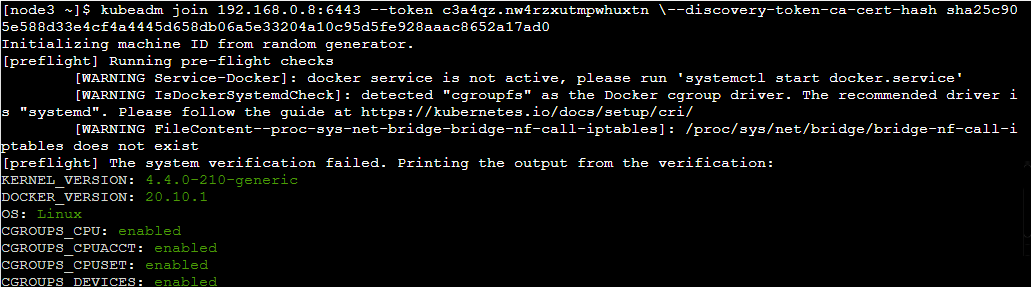 [node3 ~]$ kubeadm join 192.168.0.8:6443 --token c3a4qz.nw4rzxutmpwhuxtn \--discovery-token-ca-cert-hash sha25c90
5e588d33e4cf4a4445d658db06a5e33204a10c95d5fe928aaac8652a17ad0
Initializing machine ID from random generator.
[preflight] Running pre-flight checks
[WARNING Service-Docker]: docker service is not active, please run 'systemctl start docker.service'
[WARNING IsDockerSystemdCheck]: detected "cgroupfs" as the Docker cgroup driver. The recommended driver i
s "systemd". Please follow the guide at https://kubernetes.io/docs/setup/cri/
[WARNING FileContent--proc-sys-net-bridge-bridge-nf-call-iptables]: /proc/sys/net/bridge/bridge-nf-call-i
ptables does not exist
[preflight] The system verification failed. Printing the output from the verification:
KERNEL_VERSION: 4.4.0-210-generic
DOCKER_VERSION: 20.10.1
OS: Linux
CGROUPS_CPU: enabled
CGROUPS_CPUACCT: enabled
CGROUPS_CPUSET: enabled
CGROUPS_DEVICES: enabled